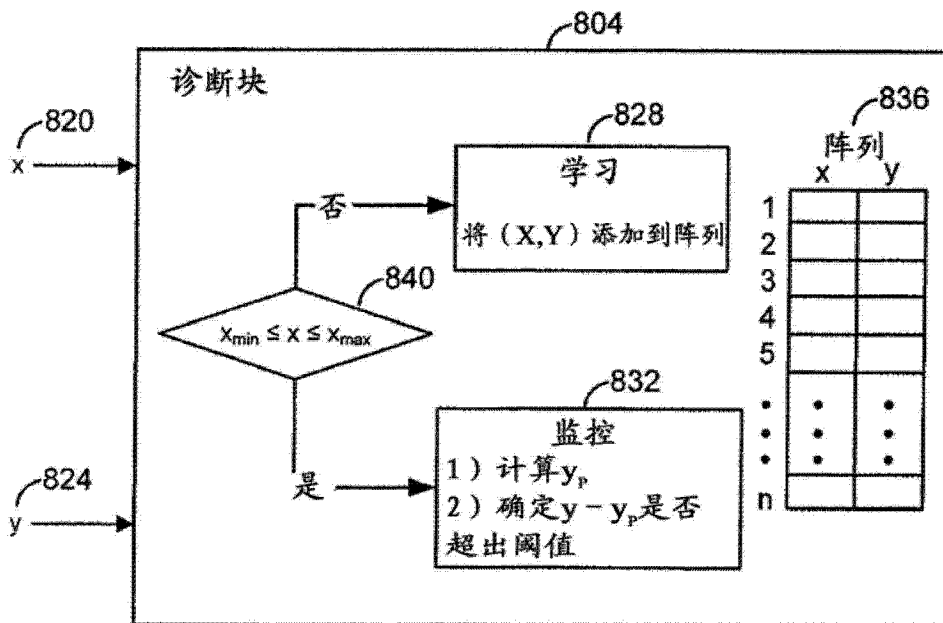 804
诊断块
820
x
828
学习
将（X,Y）添加到阵列
836
阵列
x y
1
2
3
4
5
n
否
840
xmin ≤ x ≤ xmax
是
832
监控
1）计算yp
2）确定y－yp是否
超出阈值
824
y